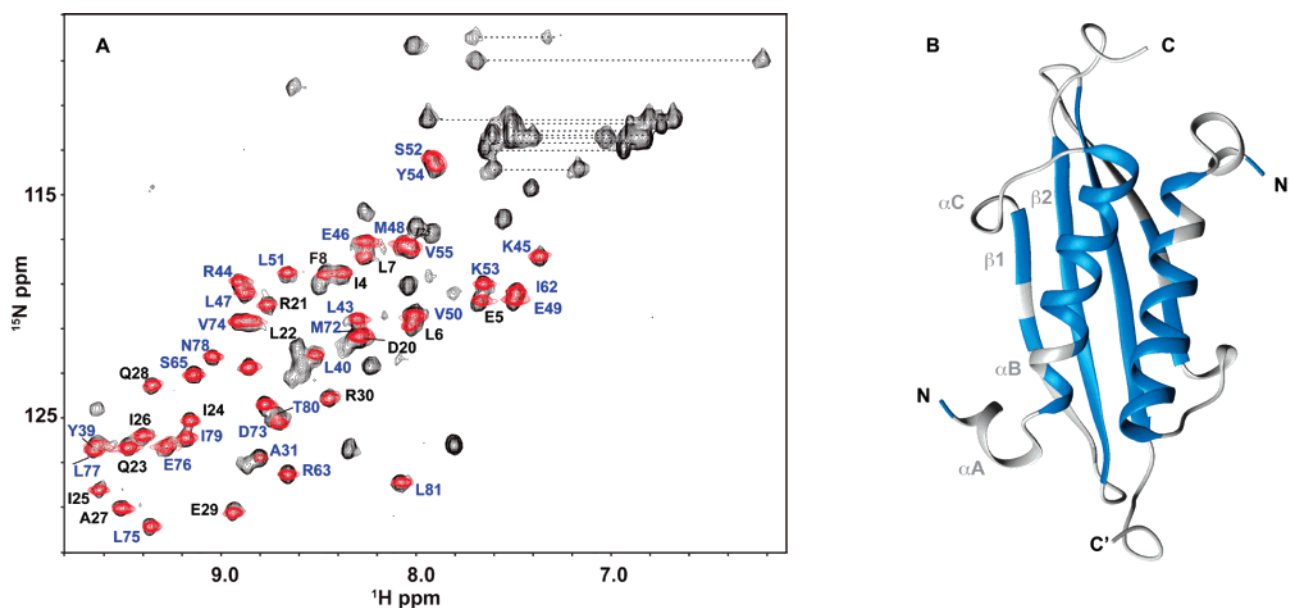 A
S52
Y54
115
E46
M48
V55
L7
K45
L51
F8
I4
K53
I62
R44
L47
R21
L43
V50
E5
E49
V74
L22
M72
D20
L6
N78
L40
S65
Q28
R30
125
I24
T80
Y39
I26
I79
D73
A31
L77
Q23
E76
R63
L81
I25
A27
E29
L75
15N ppm
9.0
8.0
7.0
1H ppm
B
C
N
αC
β2
β1
αB
N
αA
C'